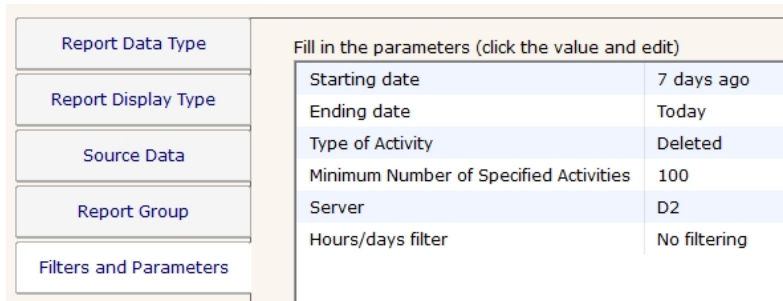 Report Data Type
Report Display Type
Source Data
Report Group
Filters and Parameters
Fill in the parameters (click the value and edit)
Starting date 7 days ago
Ending date Today
Type of Activity Deleted
Minimum Number of Specified Activities 100
Server D2
Hours/days filter No filtering